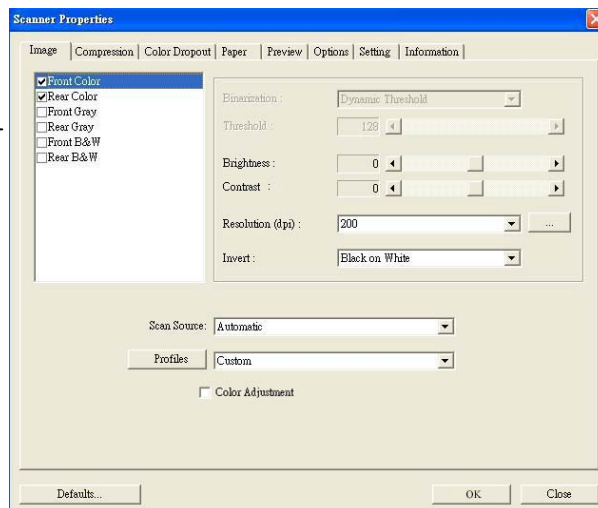 Scanner Properties
Image Compression Color Dropout Paper Preview Options Setting Information
Front Color
Rear Color
Front Gray
Rear Gray
Front B&W
Rear B&W
Binarization : Dynamic Threshold
Threshold : 128
Brightness : 0
Contrast : 0
Resolution (dpi) : 200 ...
Invert : Black on White
Scan Source: Automatic
Profiles Custom
Color Adjustment
Defaults... OK Close